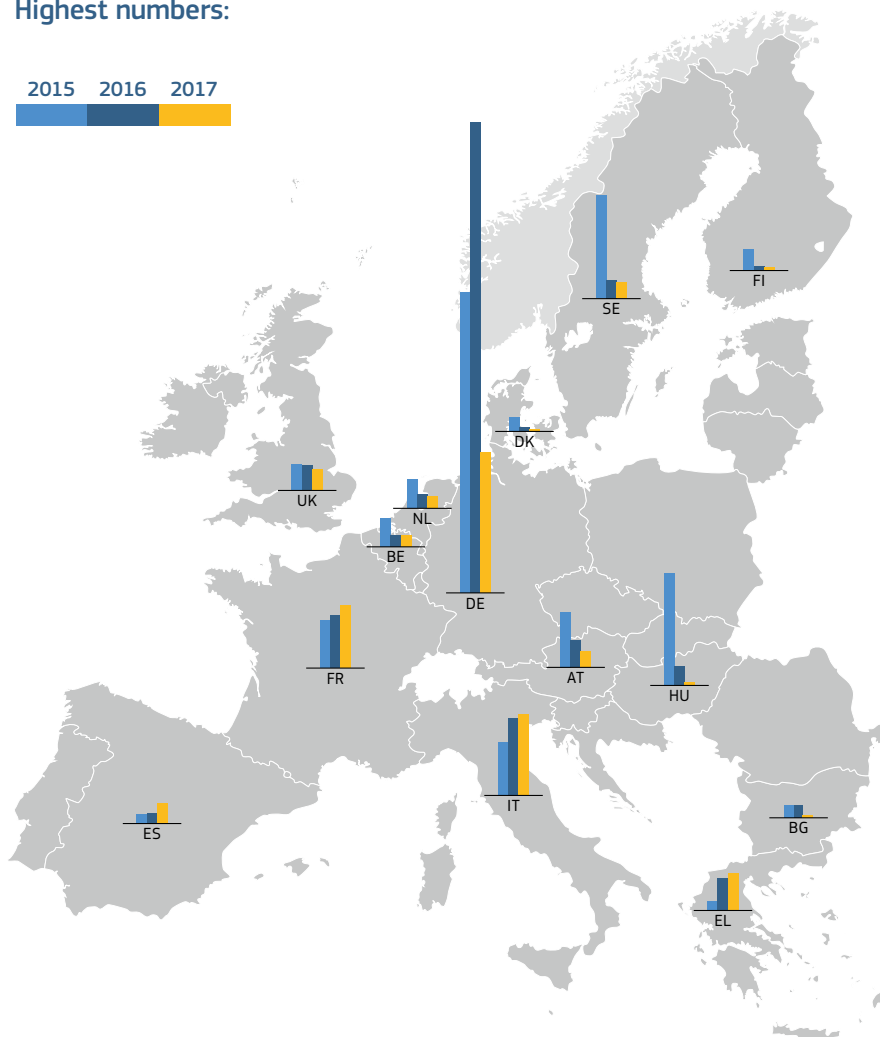 Highest numbers:
2015 2016 2017
FI
SE
DK
UK
NL
BE
DE
FR
AT
HU
IT
ES
BG
EL